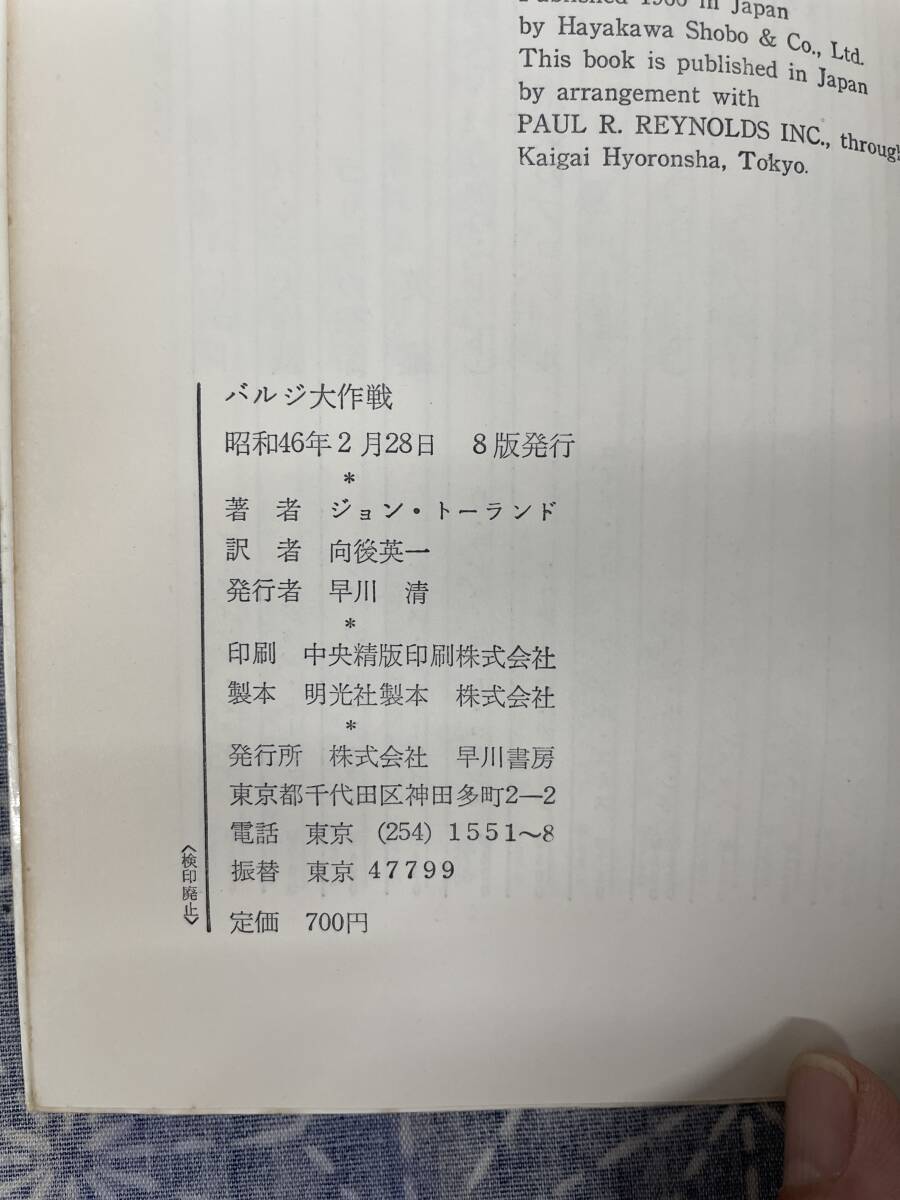 Published 1966 in Japan
by Hayakawa Shobo & Co., Ltd.
This book is published in Japan
by arrangement with
PAUL R. REYNOLDS INC., through
Kaigai Hyoronsha, Tokyo.
バルジ大作戦
昭和46年2月28日 8版発行
*
著者 ジョン・トーランド
訳者 向後英一
発行者 早川 清
*
印刷 中央精版印刷株式会社
製本 明光社製本 株式会社
*
発行所 株式会社 早川書房
東京都千代田区神田多町2—2
電話 東京 (254) 1551〜8
振替 東京 47799
定価 700円
〈検印廃止〉